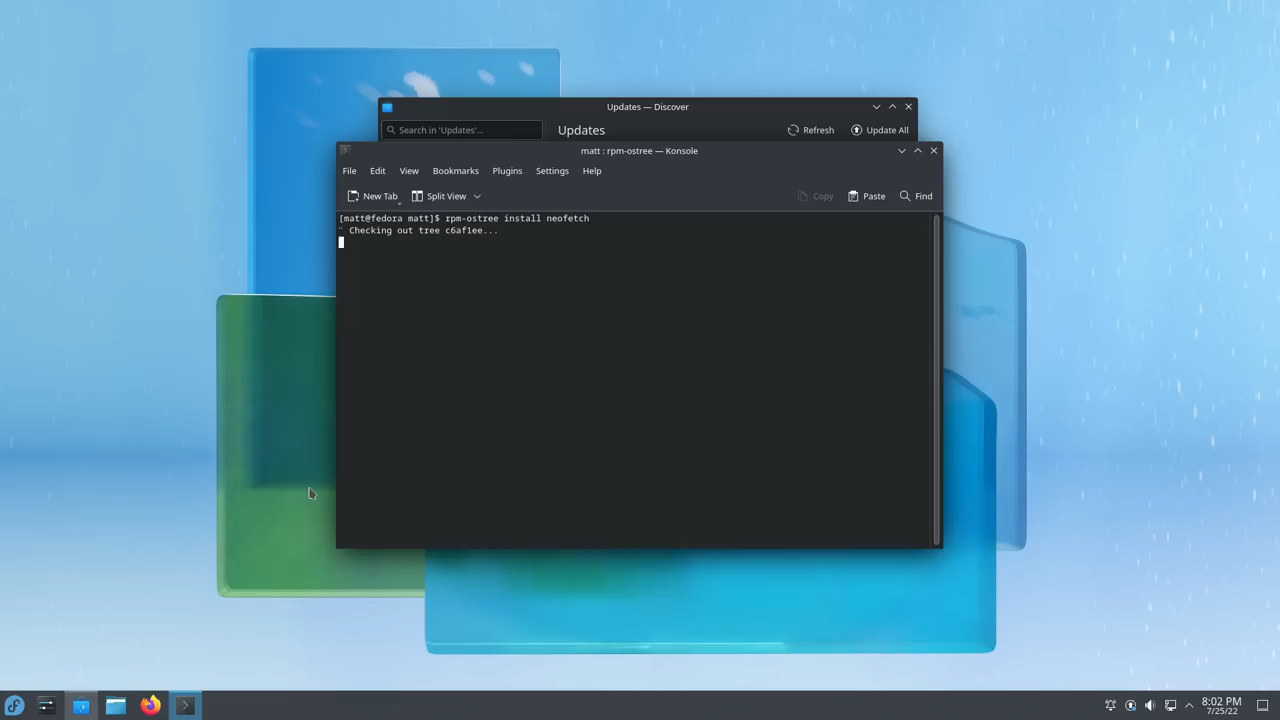 Updates — Discover
Search in 'Updates'...
Updates
Refresh
Update All
matt : rpm-ostree — Konsole
File Edit View Bookmarks Plugins Settings Help
New Tab Split View Copy Paste Find
[matt@fedora matt]$ rpm-ostree install neofetch
⠁ Checking out tree c6af1ee...
8:02 PM
7/25/22